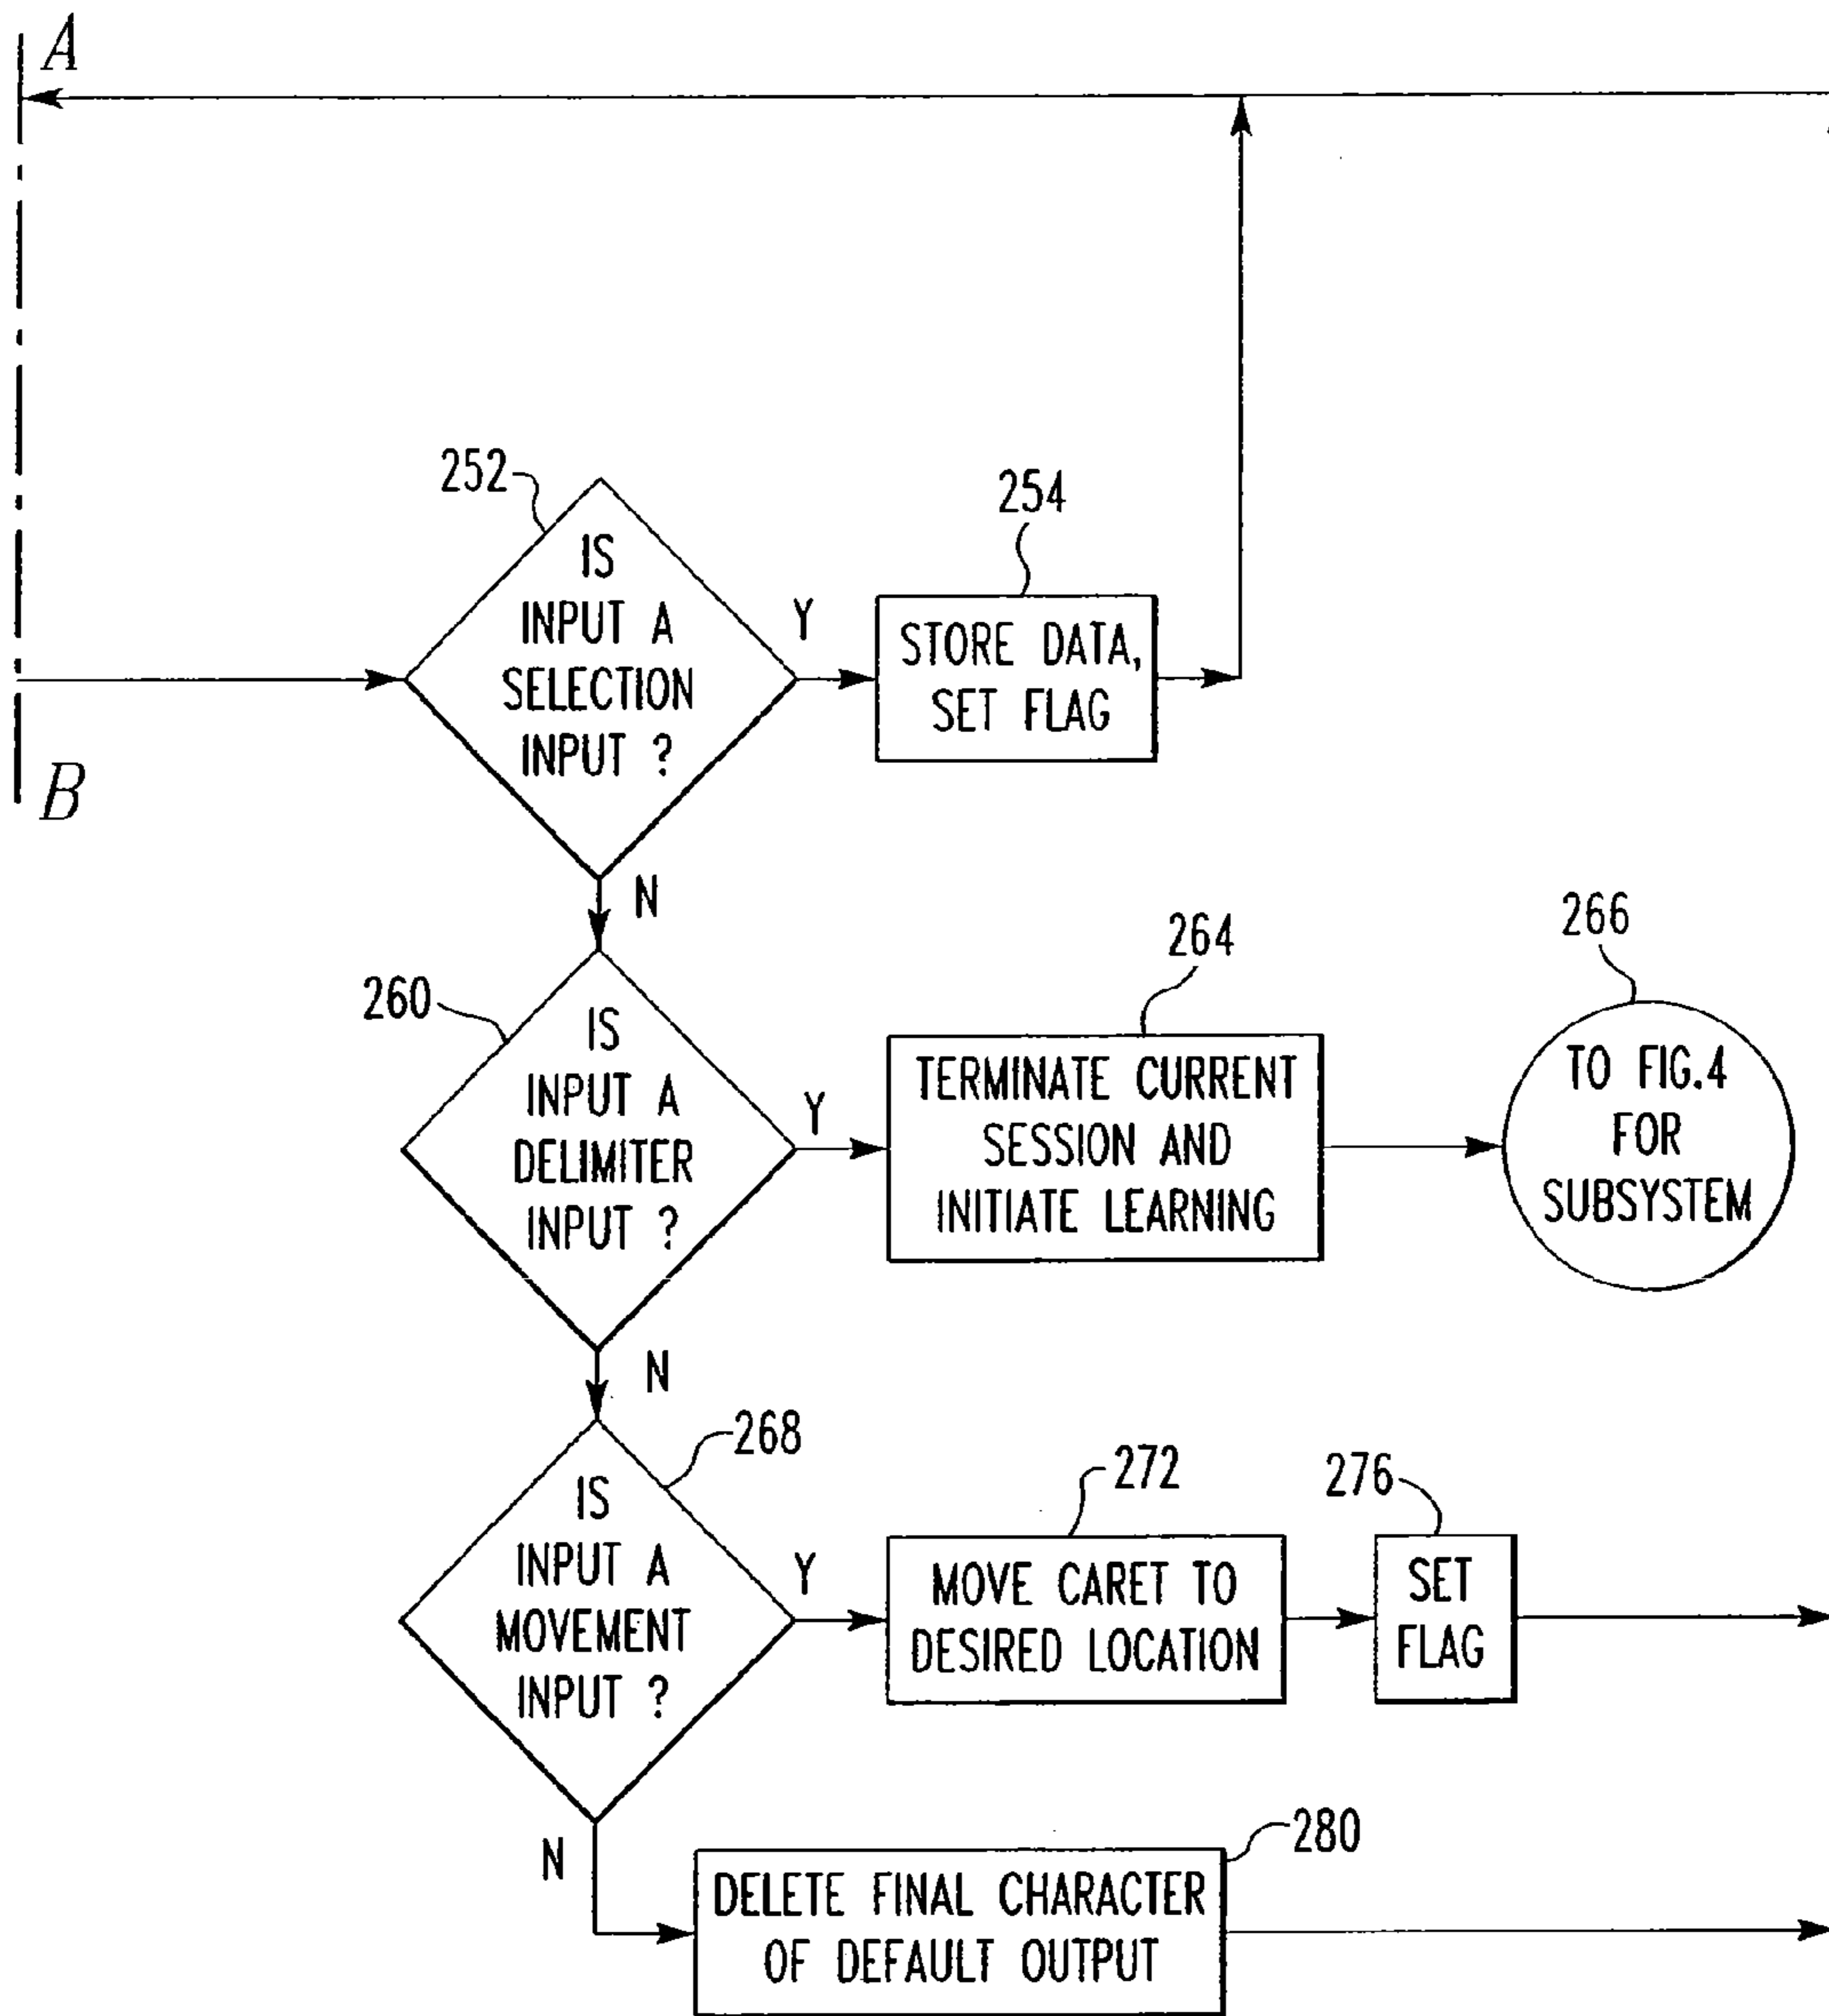 A
B
252
IS
INPUT A
SELECTION
INPUT ?
Y
N
254
STORE DATA,
SET FLAG
260
IS
INPUT A
DELIMITER
INPUT ?
Y
N
264
TERMINATE CURRENT
SESSION AND
INITIATE LEARNING
266
TO FIG.4
FOR
SUBSYSTEM
268
IS
INPUT A
MOVEMENT
INPUT ?
Y
N
272
MOVE CARET TO
DESIRED LOCATION
276
SET
FLAG
280
DELETE FINAL CHARACTER
OF DEFAULT OUTPUT